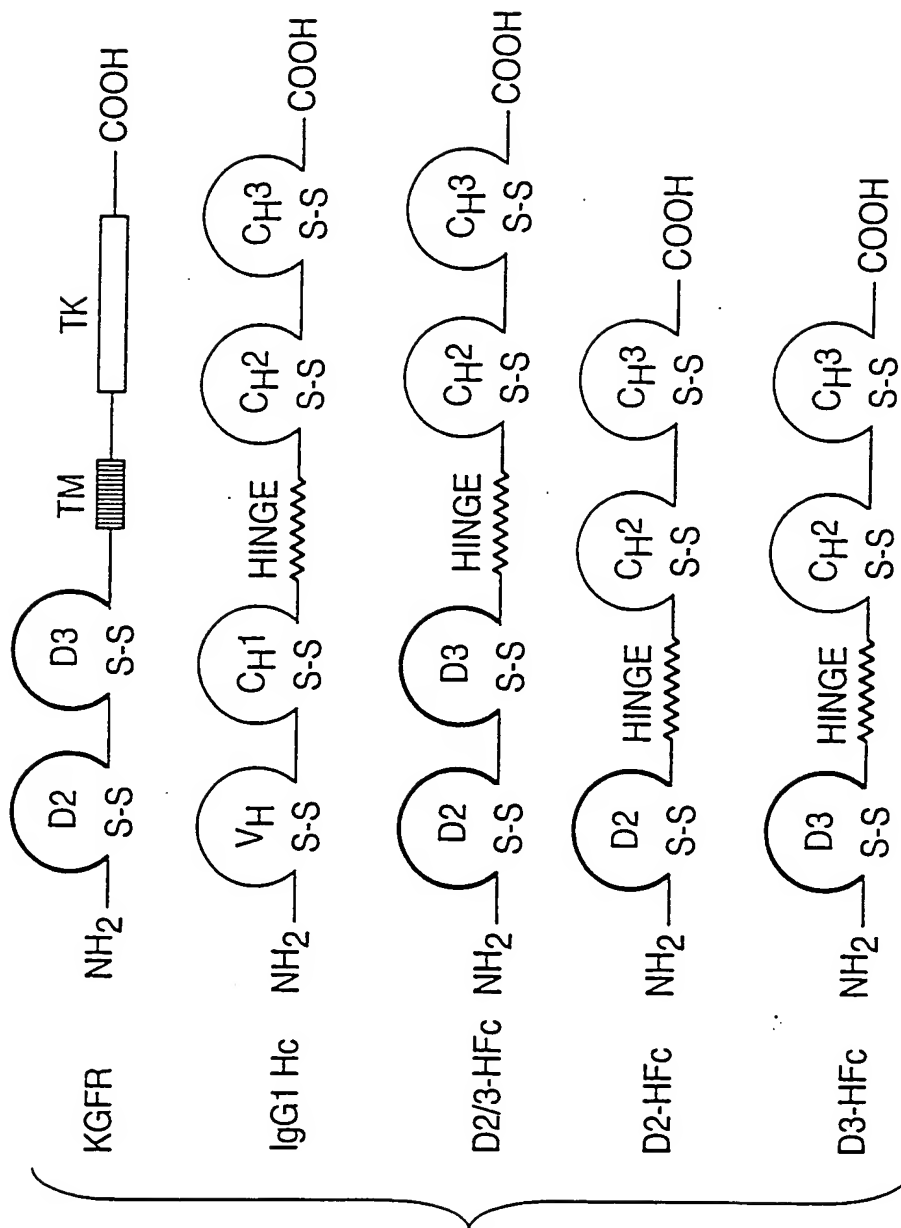 KGFR NH2 D2 S-S D3 S-S TM TK COOH
IgG1 Hc NH2 VH S-S CH1 S-S HINGE CH2 S-S CH3 S-S COOH
D2/3-HFc NH2 D2 S-S D3 S-S HINGE CH2 S-S CH3 S-S COOH
D2-HFc NH2 D2 S-S HINGE CH2 S-S CH3 S-S COOH
D3-HFc NH2 D3 S-S HINGE CH2 S-S CH3 S-S COOH